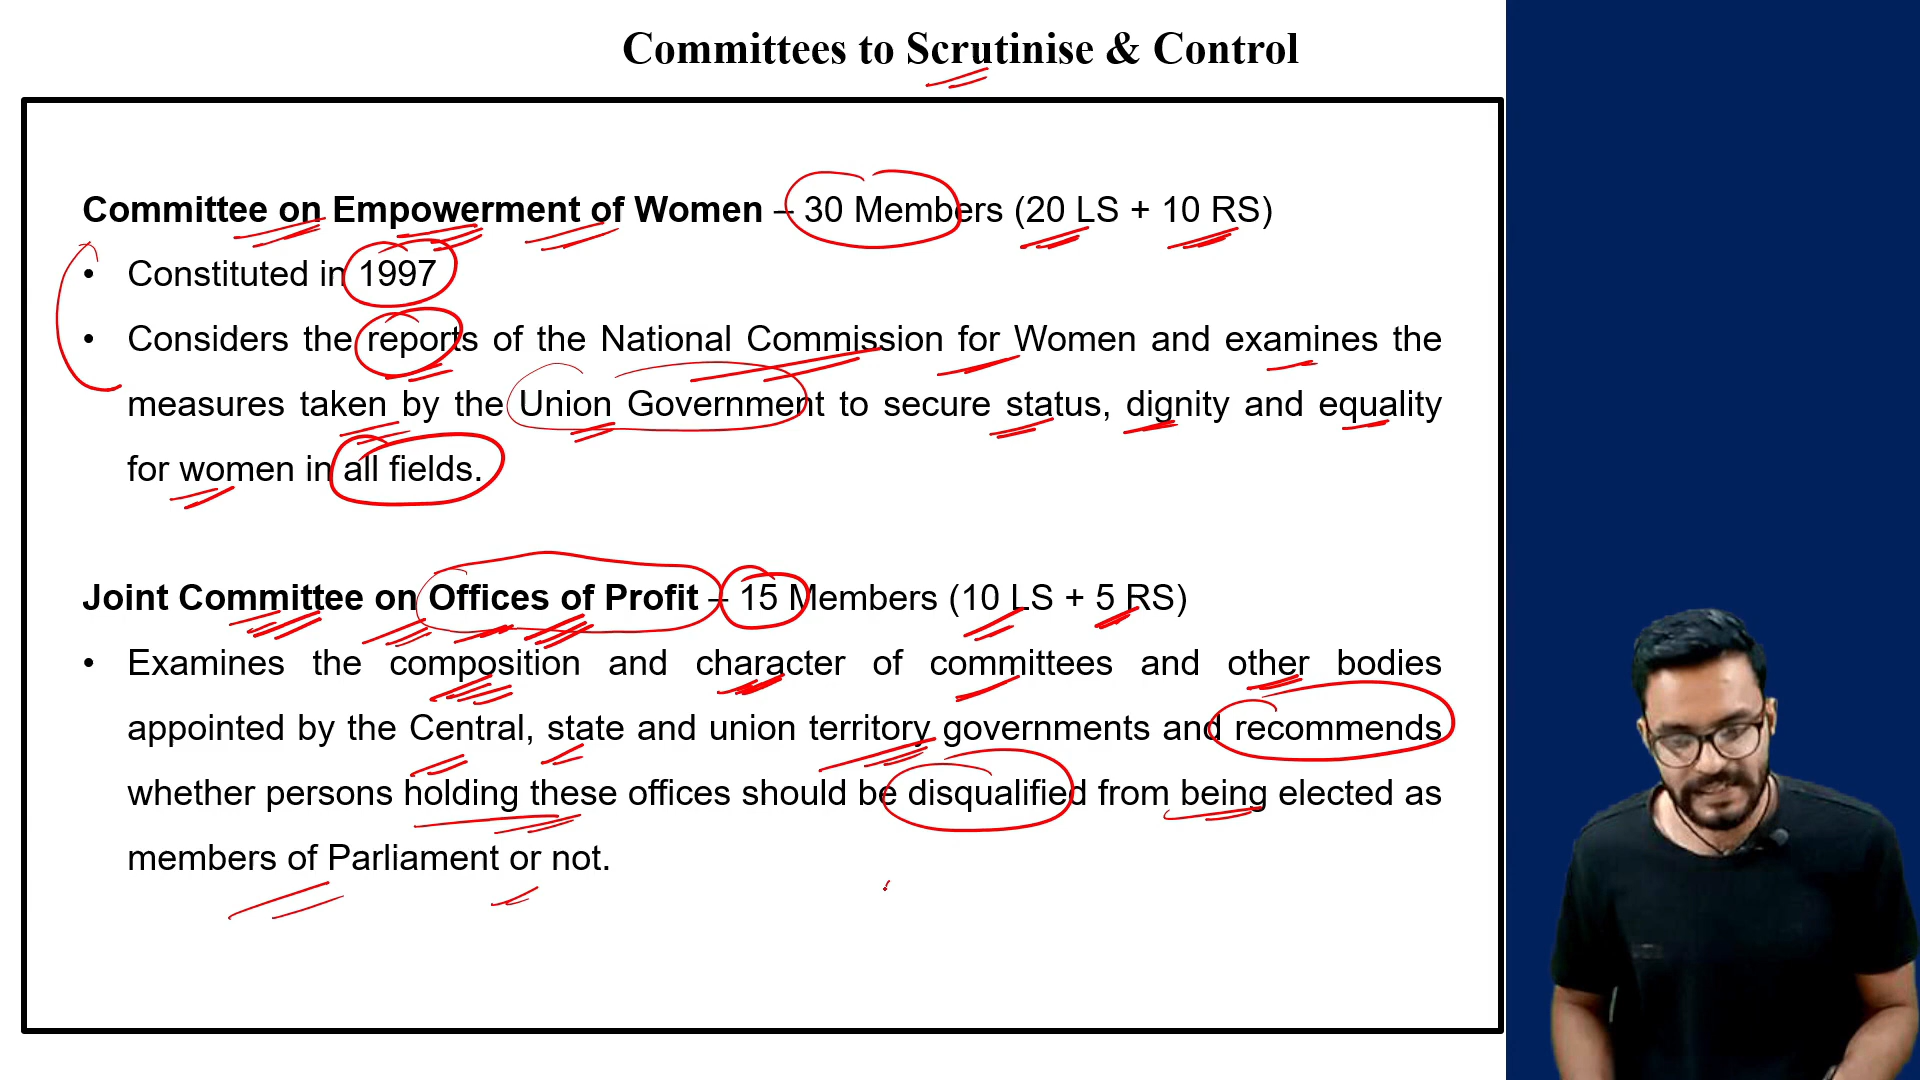 Committees to Scrutinise & Control
Committee on Empowerment of Women – 30 Members (20 LS + 10 RS)
• Constituted in 1997
• Considers the reports of the National Commission for Women and examines the
measures taken by the Union Government to secure status, dignity and equality
for women in all fields.
Joint Committee on Offices of Profit – 15 Members (10 LS + 5 RS)
• Examines the composition and character of committees and other bodies
appointed by the Central, state and union territory governments and recommends
whether persons holding these offices should be disqualified from being elected as
members of Parliament or not.